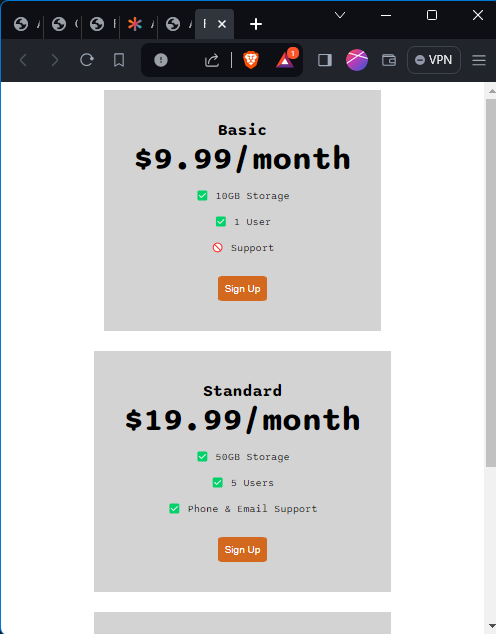 VPN
1
Basic
$9.99/month
✅ 10GB Storage
✅ 1 User
🚫 Support
Sign Up
Standard
$19.99/month
✅ 50GB Storage
✅ 5 Users
✅ Phone & Email Support
Sign Up